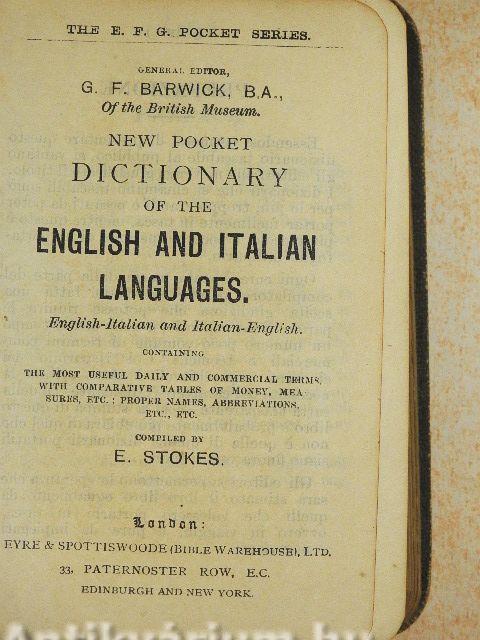 THE E. F. G. POCKET SERIES.
GENERAL EDITOR,
G. F. BARWICK, B.A.,
Of the British Museum.
NEW POCKET
DICTIONARY
OF THE
ENGLISH AND ITALIAN
LANGUAGES.
English-Italian and Italian-English.
CONTAINING
THE MOST USEFUL DAILY AND COMMERCIAL TERMS,
WITH COMPARATIVE TABLES OF MONEY, MEA-
SURES, ETC.; PROPER NAMES, ABBREVIATIONS,
ETC., ETC.
COMPILED BY
E. STOKES.
London:
EYRE & SPOTTISWOODE (BIBLE WAREHOUSE), LTD.
33, PATERNOSTER ROW, E.C.
EDINBURGH AND NEW YORK.
Antikvárium.hu